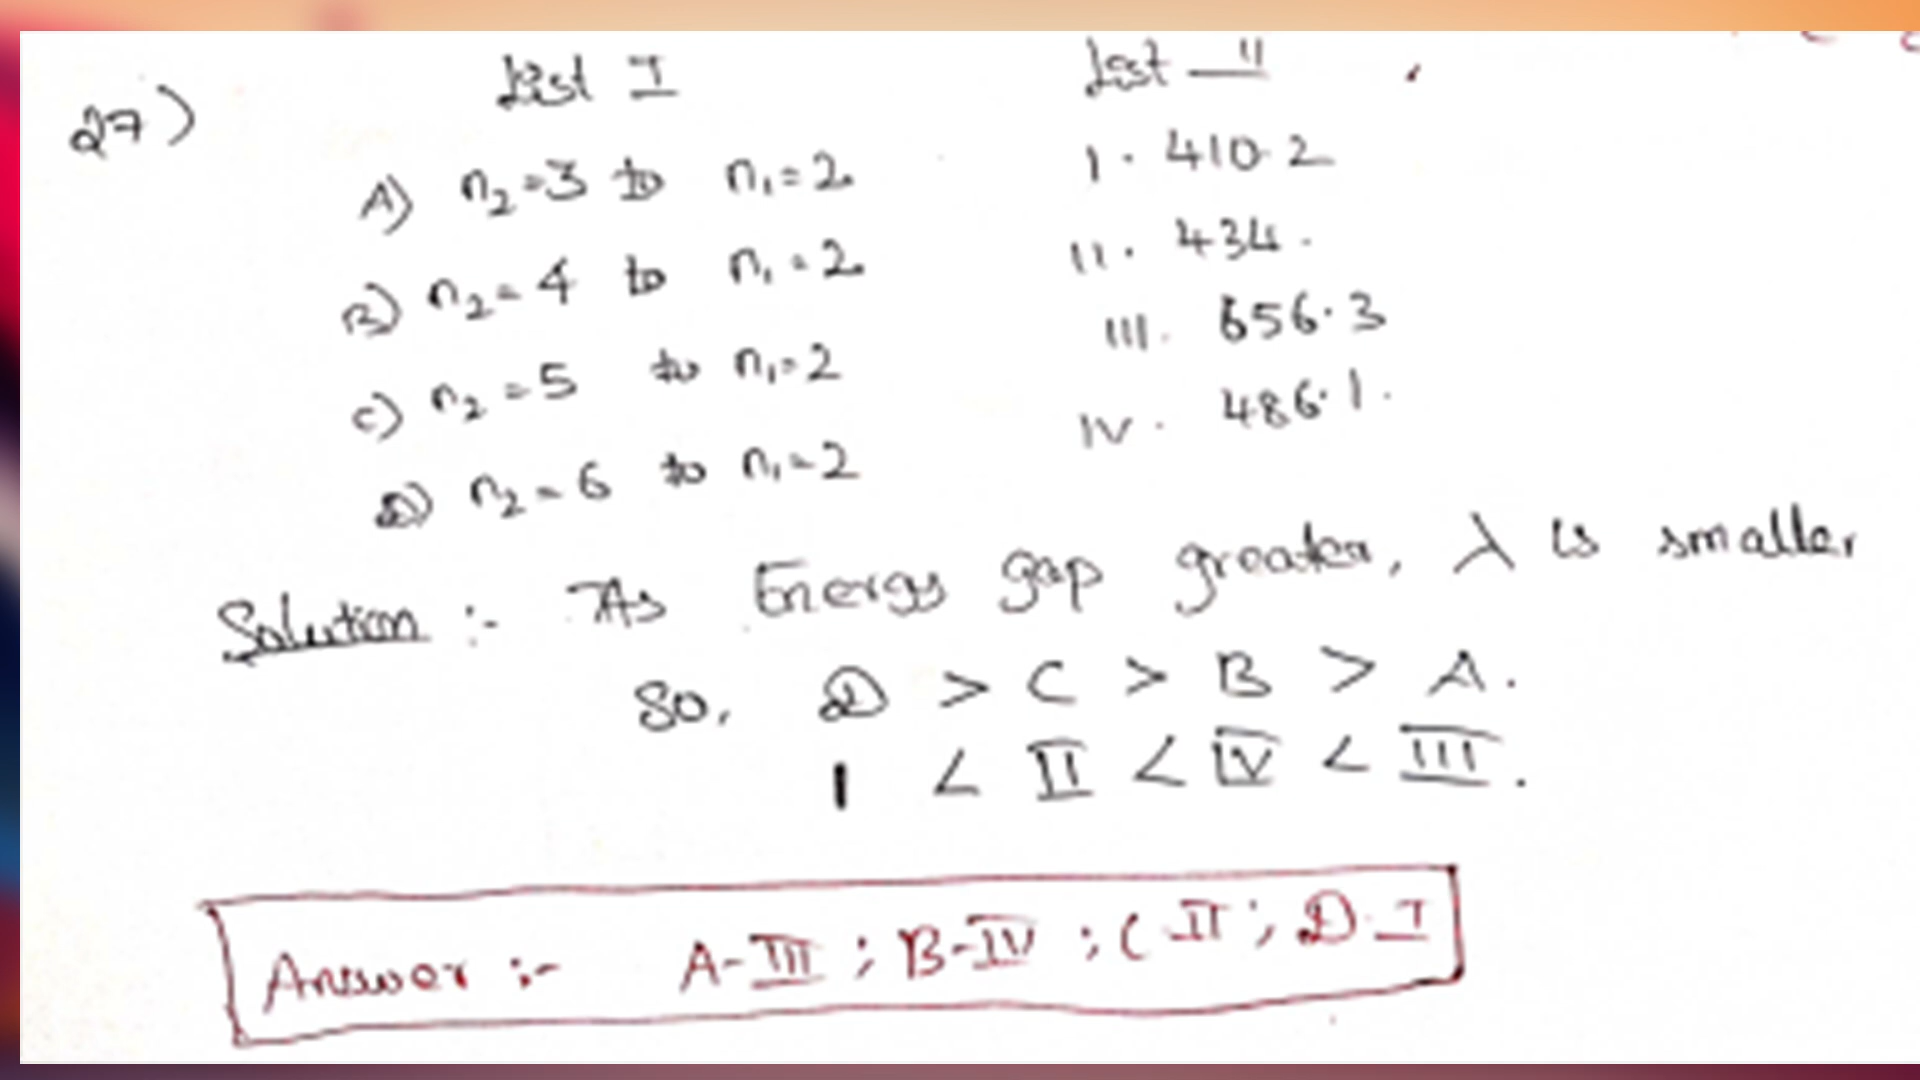 27) List I List II
A) n₂=3 to n₁=2 I. 410.2
B) n₂=4 to n₁=2 II. 434.
C) n₂=5 to n₁=2 III. 656.3
D) n₂=6 to n₁=2 IV. 486.1.
Solution :- As Energy gap greater, λ is smaller
So, D > C > B > A.
I < II < IV < III.
Answer :- A-III ; B-IV ; C II ; D-I